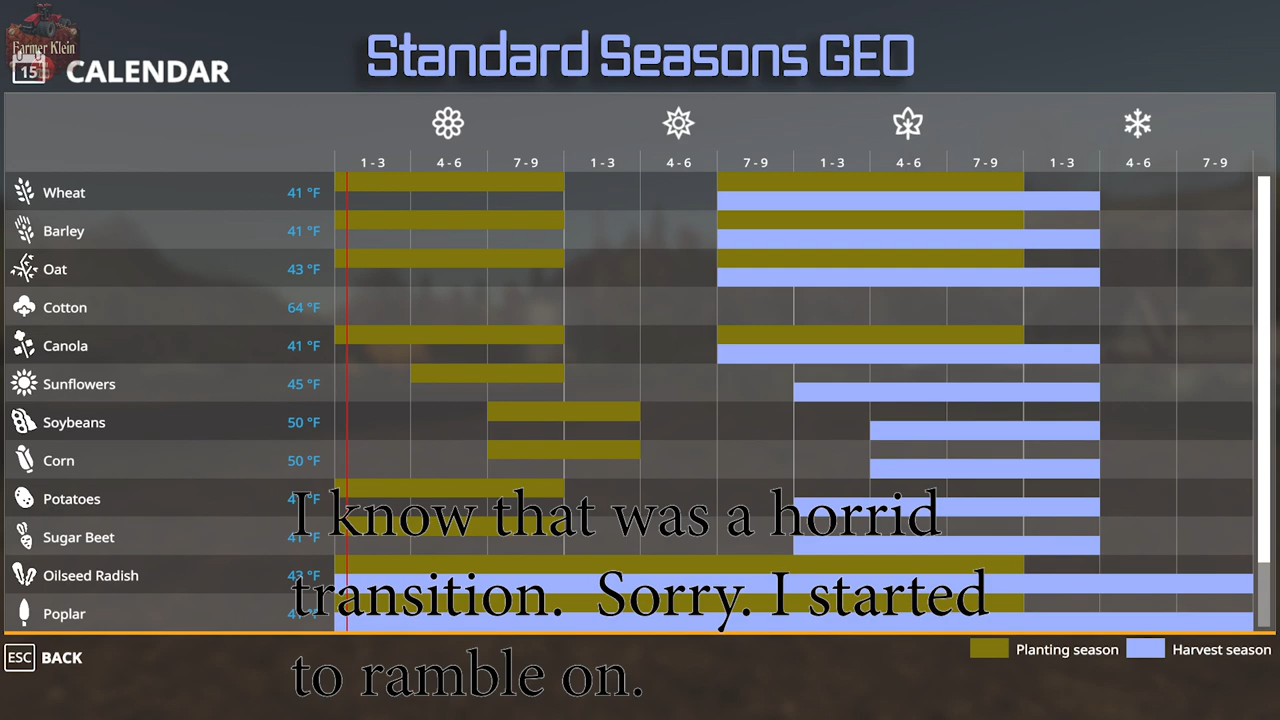 Farmer Klein
15
CALENDAR
Standard Seasons GEO
1 - 3 4 - 6 7 - 9 1 - 3 4 - 6 7 - 9 1 - 3 4 - 6 7 - 9 1 - 3 4 - 6 7 - 9
Wheat 41 °F
Barley 41 °F
Oat 43 °F
Cotton 64 °F
Canola 41 °F
Sunflowers 45 °F
Soybeans 50 °F
Corn 50 °F
Potatoes
Sugar Beet 41 °F
Oilseed Radish 43 °F
Poplar
I know that was a horrid
transition. Sorry. I started
to ramble on.
ESC BACK
Planting season Harvest season